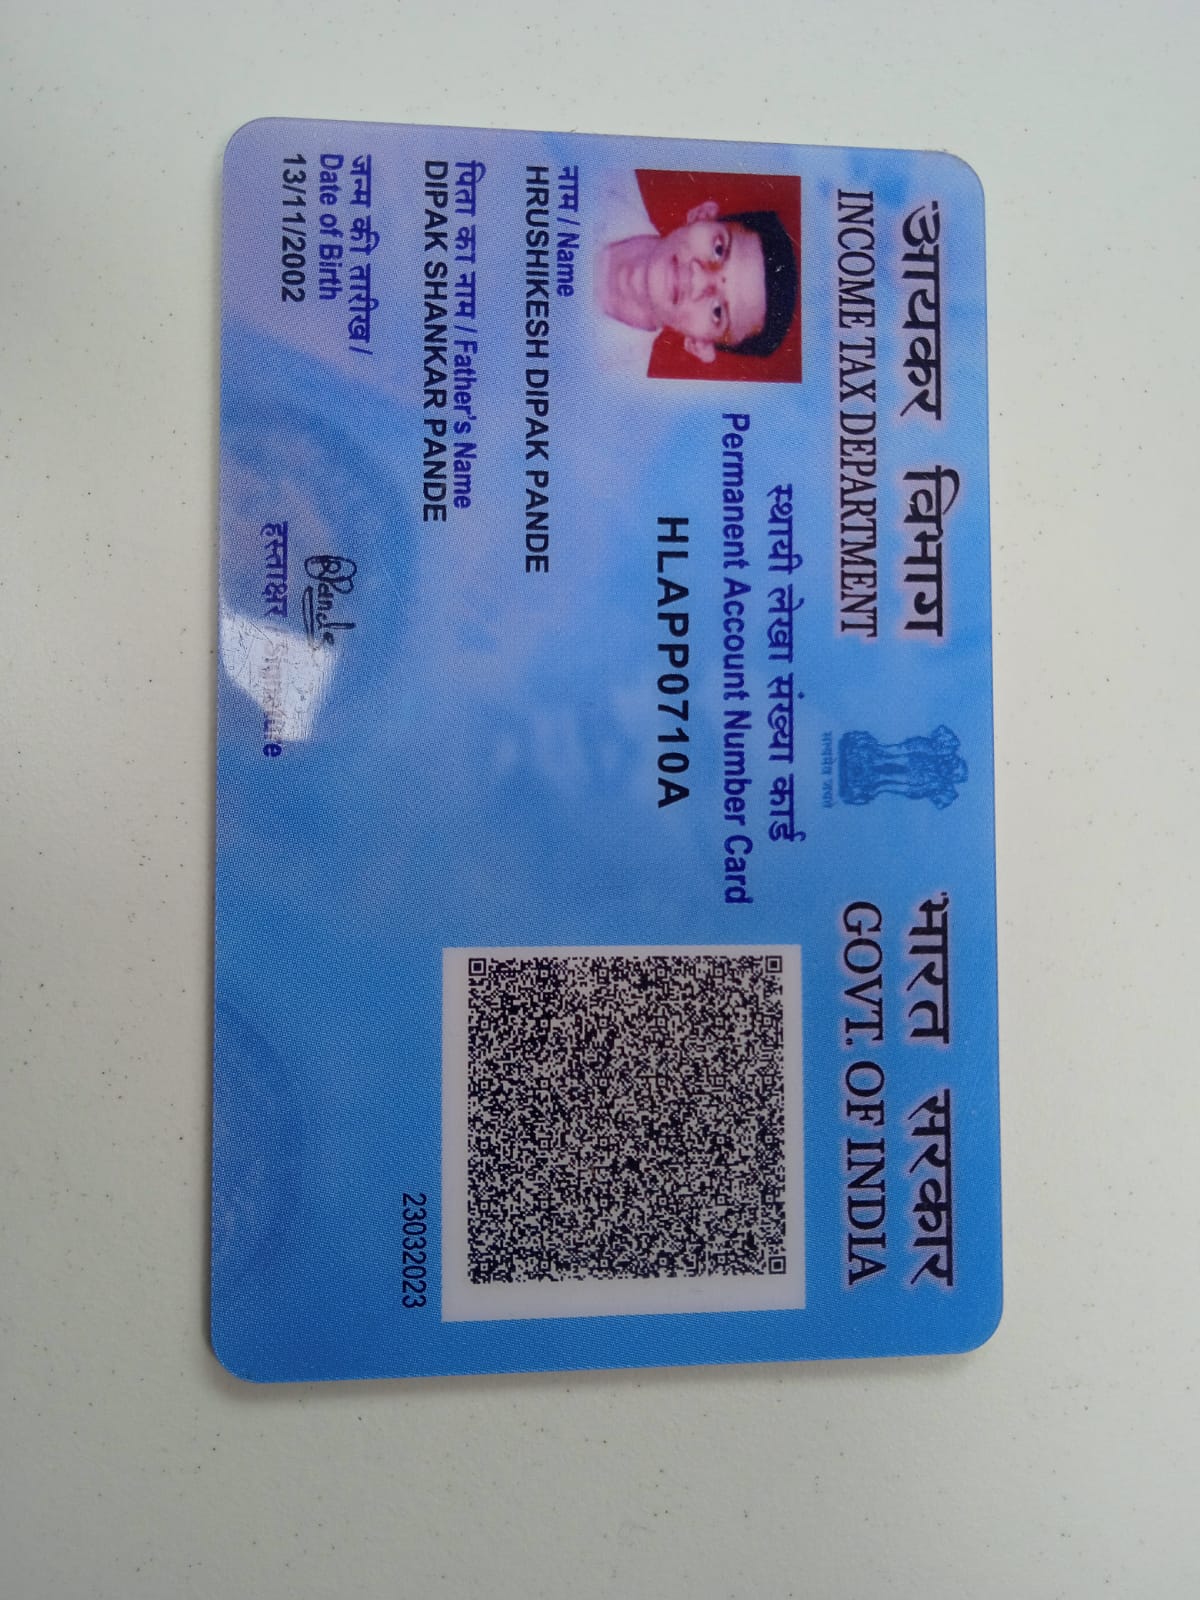 आयकर विभाग
INCOME TAX DEPARTMENT
सत्यमेव जयते
भारत सरकार
GOVT. OF INDIA
स्थायी लेखा संख्या कार्ड
Permanent Account Number Card
HLAPP0710A
नाम / Name
HRUSHIKESH DIPAK PANDE
पिता का नाम / Father's Name
DIPAK SHANKAR PANDE
23032023
जन्म की तारीख /
Date of Birth
13/11/2002
Pande
हस्ताक्षर / Signature